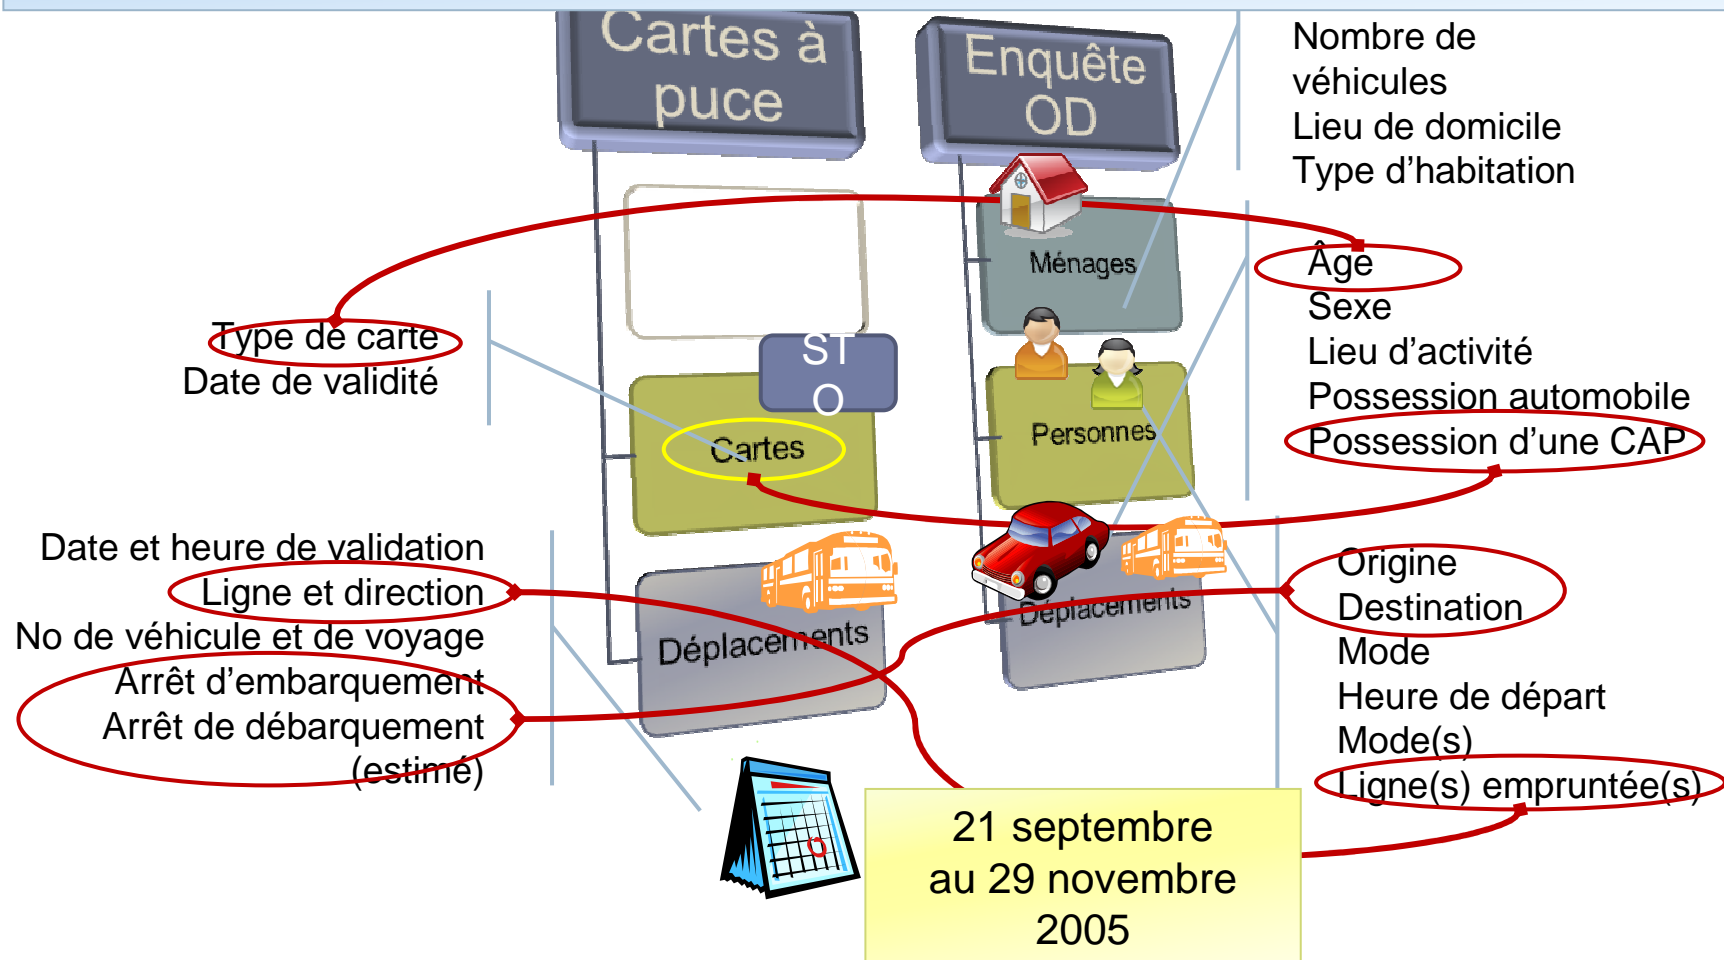 Cartes à
puce
Enquête
OD
Nombre de
véhicules
Lieu de domicile
Type d’habitation
Ménages
Âge
Sexe
Lieu d’activité
Possession automobile
Possession d’une CAP
Type de carte
Date de validité
ST
O
Cartes
Personnes
Date et heure de validation
Ligne et direction
No de véhicule et de voyage
Arrêt d’embarquement
Arrêt de débarquement
(estimé)
Déplacements
Déplacements
Origine
Destination
Mode
Heure de départ
Mode(s)
Ligne(s) empruntée(s)
21 septembre
au 29 novembre
2005